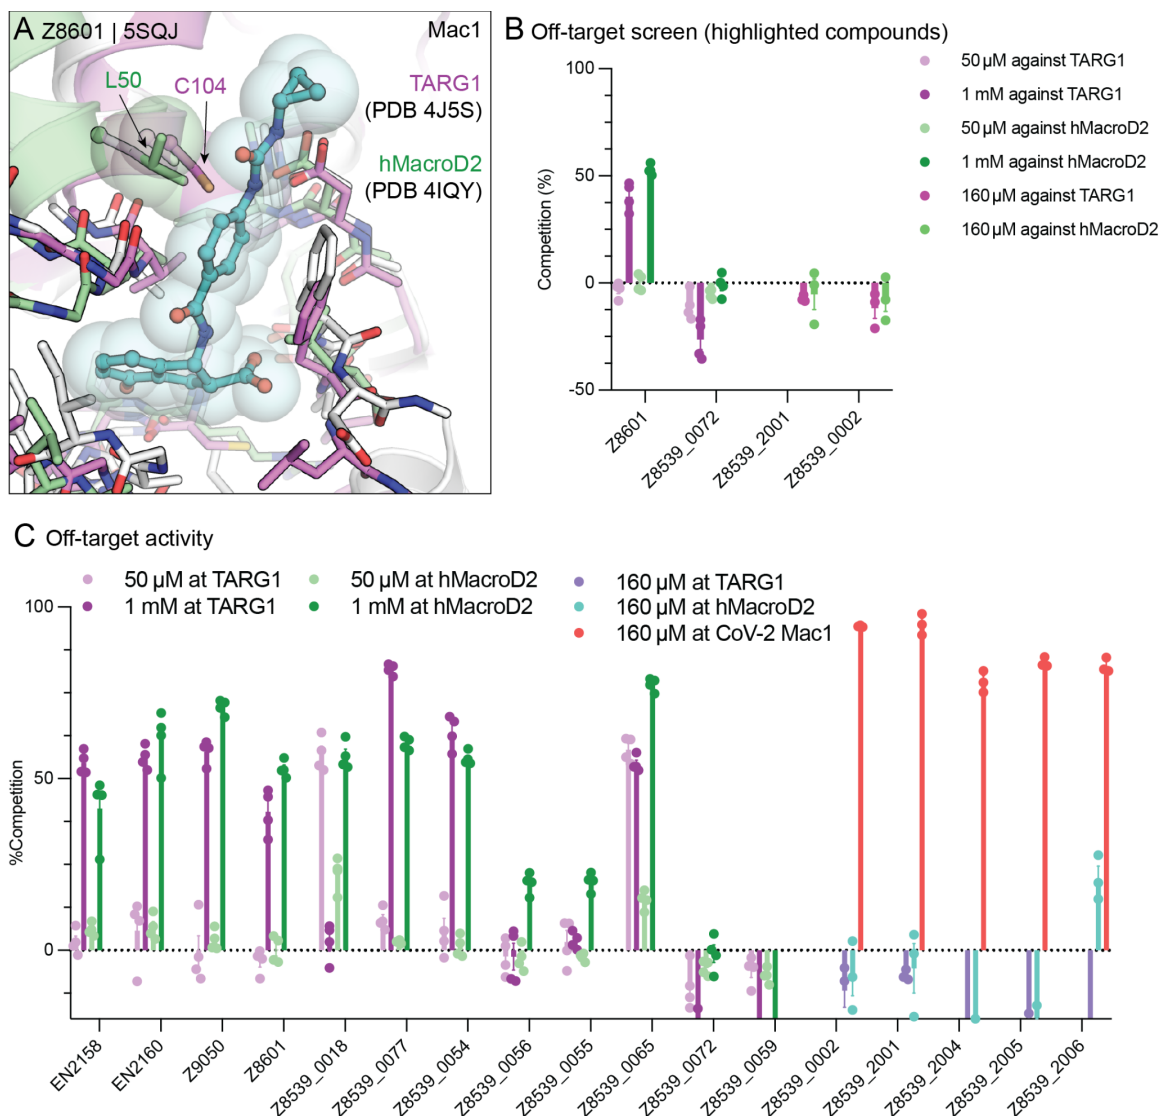 A Z8601 | 5SQJ
Mac1
L50
C104
TARG1
(PDB 4J5S)
hMacroD2
(PDB 4IQY)
B Off-target screen (highlighted compounds)
100
50
0
-50
Competition (%)
50 µM against TARG1
1 mM against TARG1
50 µM against hMacroD2
1 mM against hMacroD2
160 µM against TARG1
160 µM against hMacroD2
Z8601
Z8539_0072
Z8539_2001
Z8539_0002
C Off-target activity
50 µM at TARG1
1 mM at TARG1
50 µM at hMacroD2
1 mM at hMacroD2
160 µM at TARG1
160 µM at hMacroD2
160 µM at CoV-2 Mac1
100
50
0
%Competition
EN2158
EN2160
Z9050
Z8601
Z8539_0018
Z8539_0077
Z8539_0054
Z8539_0056
Z8539_0055
Z8539_0065
Z8539_0072
Z8539_0059
Z8539_0002
Z8539_2001
Z8539_2004
Z8539_2005
Z8539_2006